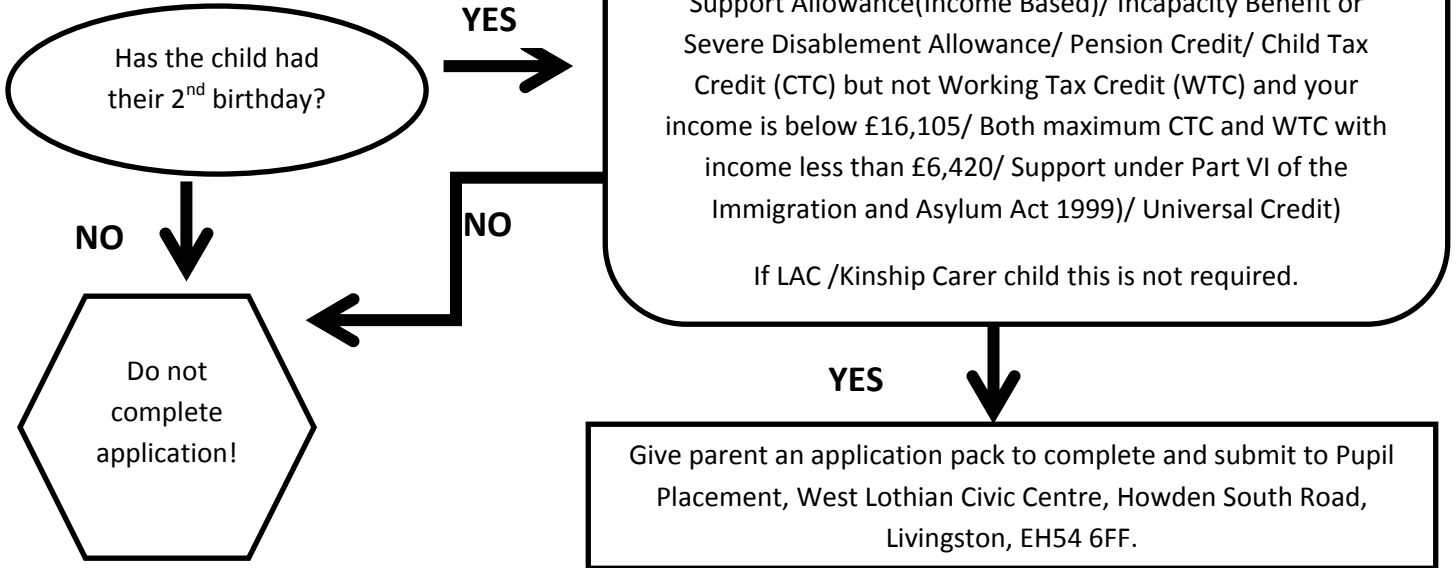 Has the child had
their 2nd birthday?
YES
Support Allowance(Income Based)/ Incapacity Benefit or
Severe Disablement Allowance/ Pension Credit/ Child Tax
Credit (CTC) but not Working Tax Credit (WTC) and your
income is below £16,105/ Both maximum CTC and WTC with
income less than £6,420/ Support under Part VI of the
Immigration and Asylum Act 1999)/ Universal Credit)
If LAC /Kinship Carer child this is not required.
NO
NO
Do not
complete
application!
YES
Give parent an application pack to complete and submit to Pupil
Placement, West Lothian Civic Centre, Howden South Road,
Livingston, EH54 6FF.